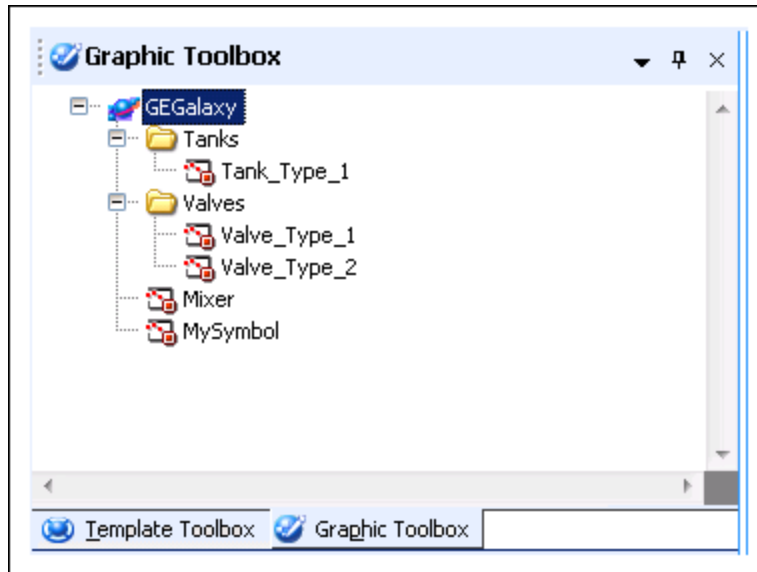 Graphic Toolbox
GEGalaxy
Tanks
Tank_Type_1
Valves
Valve_Type_1
Valve_Type_2
Mixer
MySymbol
Template Toolbox Graphic Toolbox